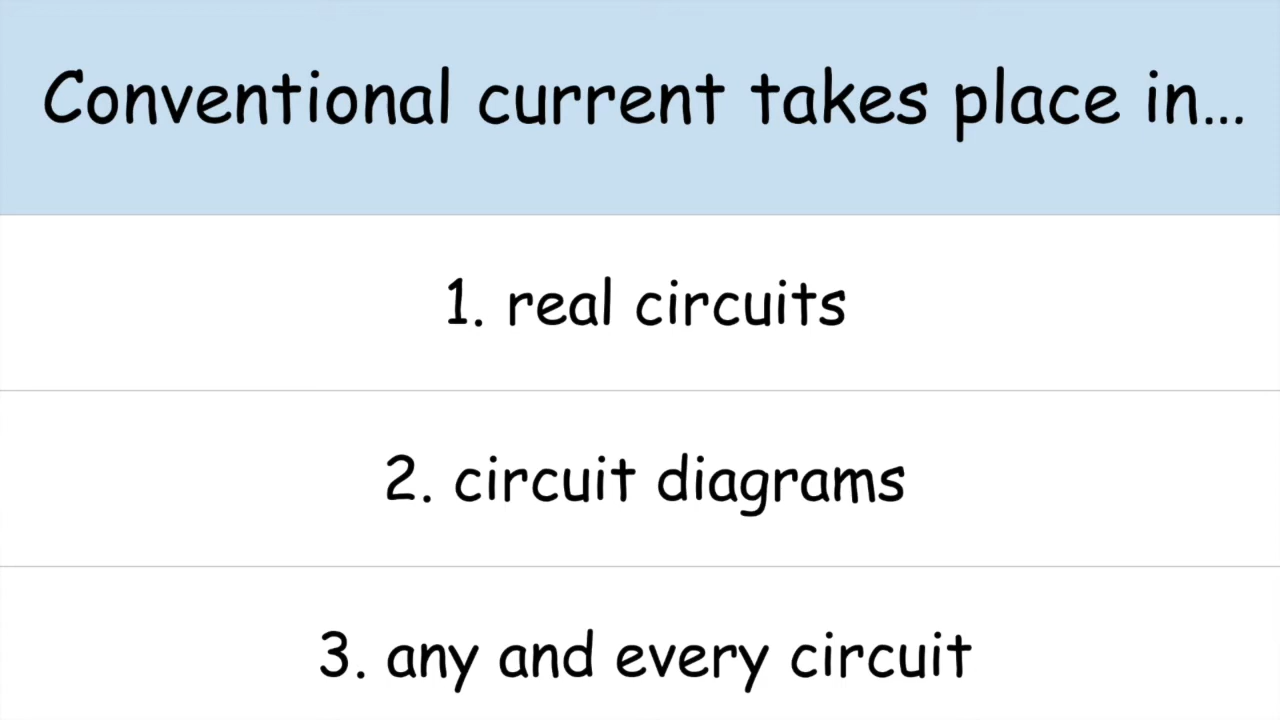 Conventional current takes place in...
1. real circuits
2. circuit diagrams
3. any and every circuit